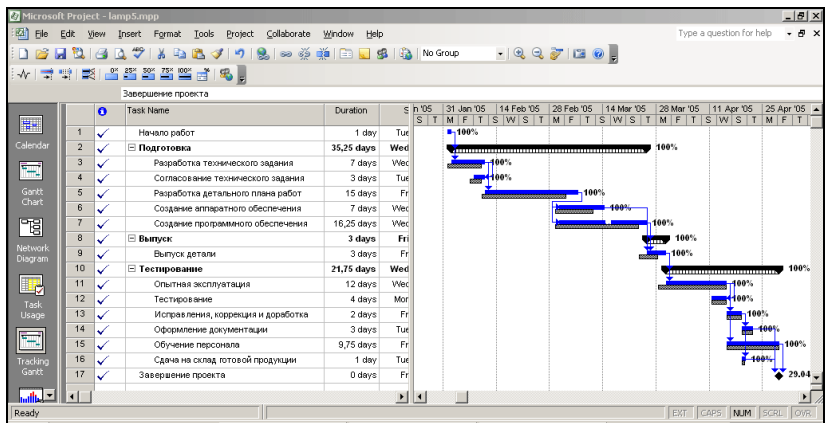 Microsoft Project - lamp5.mpp
File Edit View Insert Format Tools Project Collaborate Window Help
Type a question for help
No Group
0% 25% 50% 75% 100%
Завершение проекта
Task Name Duration S
n '05 31 Jan '05 14 Feb '05 28 Feb '05 14 Mar '05 28 Mar '05 11 Apr '05 25 Apr '05
S T M F T S W S T M F T S W S T M F T S W S T M F T
1 Начало работ 1 day Tue 100%
2 Подготовка 35,25 days Wed 100%
3 Разработка технического задания 7 days Wed 100%
4 Согласование технического задания 3 days Tue 100%
5 Разработка детального плана работ 15 days Fr 100%
6 Создание аппаратного обеспечения 7 days Wed 100%
7 Создание программного обеспечения 16,25 days Wed 100%
8 Выпуск 3 days Fri 100%
9 Выпуск детали 3 days Fr 100%
10 Тестирование 21,75 days Wed 100%
11 Опытная эксплуатация 12 days Wed 100%
12 Тестирование 4 days Mor 100%
13 Исправления, коррекция и доработка 2 days Fr 100%
14 Оформление документации 3 days Tue 100%
15 Обучение персонала 9,75 days Fr 100%
16 Сдача на склад готовой продукции 1 day Tue 100%
17 Завершение проекта 0 days Fr 29.04
Calendar
Gantt Chart
Network Diagram
Task Usage
Tracking Gantt
Ready
EXT CAPS NUM SCRL OVR